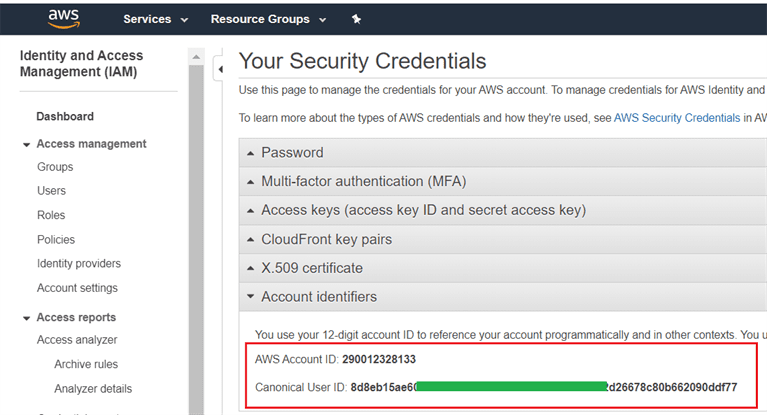 aws
Services
Resource Groups
Identity and Access
Management (IAM)
Dashboard
Access management
Groups
Users
Roles
Policies
Identity providers
Account settings
Access reports
Access analyzer
Archive rules
Analyzer details
Your Security Credentials
Use this page to manage the credentials for your AWS account. To manage credentials for AWS Identity and
To learn more about the types of AWS credentials and how they're used, see AWS Security Credentials in AW
Password
Multi-factor authentication (MFA)
Access keys (access key ID and secret access key)
CloudFront key pairs
X.509 certificate
Account identifiers
You use your 12-digit account ID to reference your account programmatically and in other contexts. You u
AWS Account ID: 290012328133
Canonical User ID: 8d8eb15ae60 2d26678c80b662090ddf77